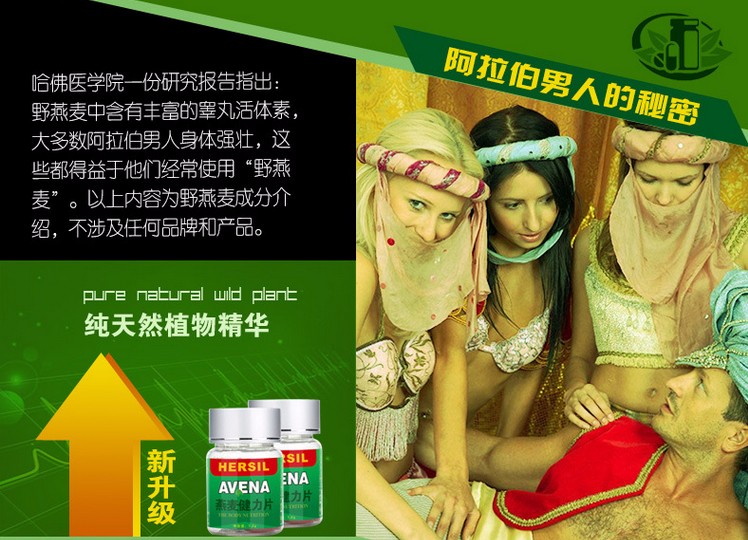 阿拉伯男人的秘密
哈佛医学院一份研究报告指出：
野燕麦中含有丰富的睾丸活体素，
大多数阿拉伯男人身体强壮，这
些都得益于他们经常使用“野燕
麦”。以上内容为野燕麦成分介
绍，不涉及任何品牌和产品。
pure natural wild plant
纯天然植物精华
新升级
HERSIL
AVENA
燕麦健力片
HERSIL
VENA
健力片